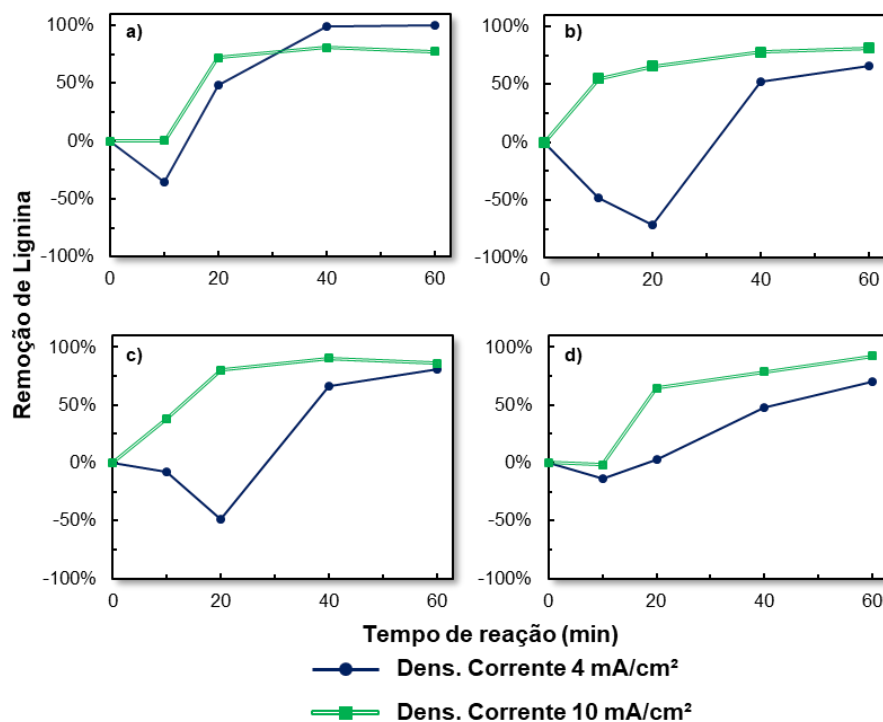 a)
100%
50%
0%
-50%
-100%
0 20 40 60
b)
100%
50%
0%
-50%
-100%
0 20 40 60
Remoção de Lignina
c)
100%
50%
0%
-50%
-100%
0 20 40 60
d)
100%
50%
0%
-50%
-100%
0 20 40 60
Tempo de reação (min)
Dens. Corrente 4 mA/cm²
Dens. Corrente 10 mA/cm²